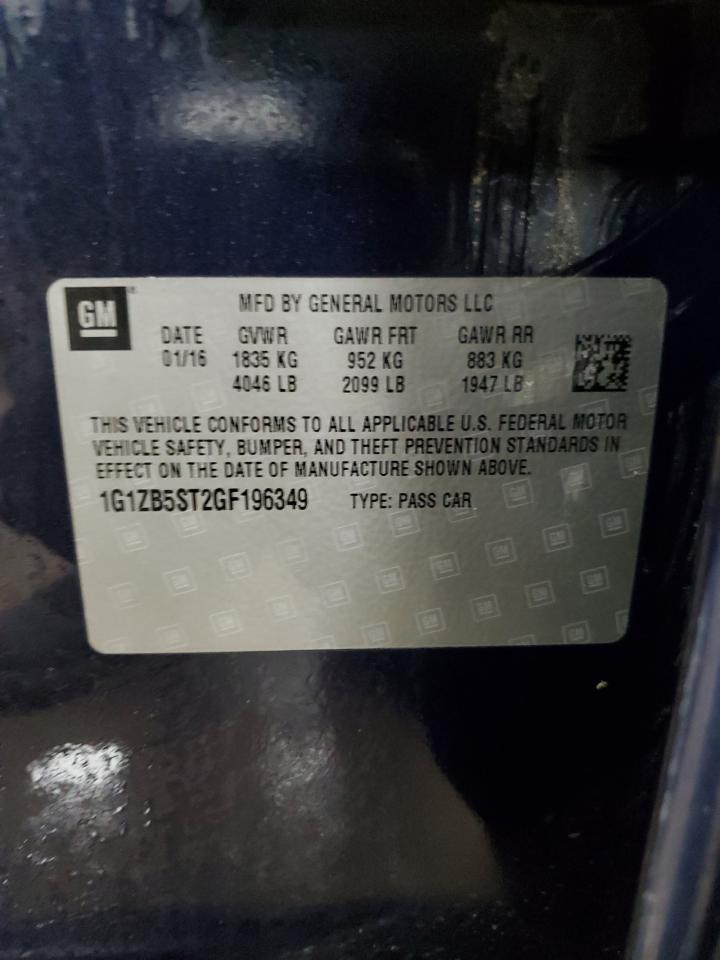 GM
MFD BY GENERAL MOTORS LLC
DATE GVWR GAWR FRT GAWR RR
01/16 1835 KG 952 KG 883 KG
4046 LB 2099 LB 1947 LB
THIS VEHICLE CONFORMS TO ALL APPLICABLE U.S. FEDERAL MOTOR
VEHICLE SAFETY, BUMPER, AND THEFT PREVENTION STANDARDS IN
EFFECT ON THE DATE OF MANUFACTURE SHOWN ABOVE.
1G1ZB5ST2GF196349 TYPE: PASS CAR